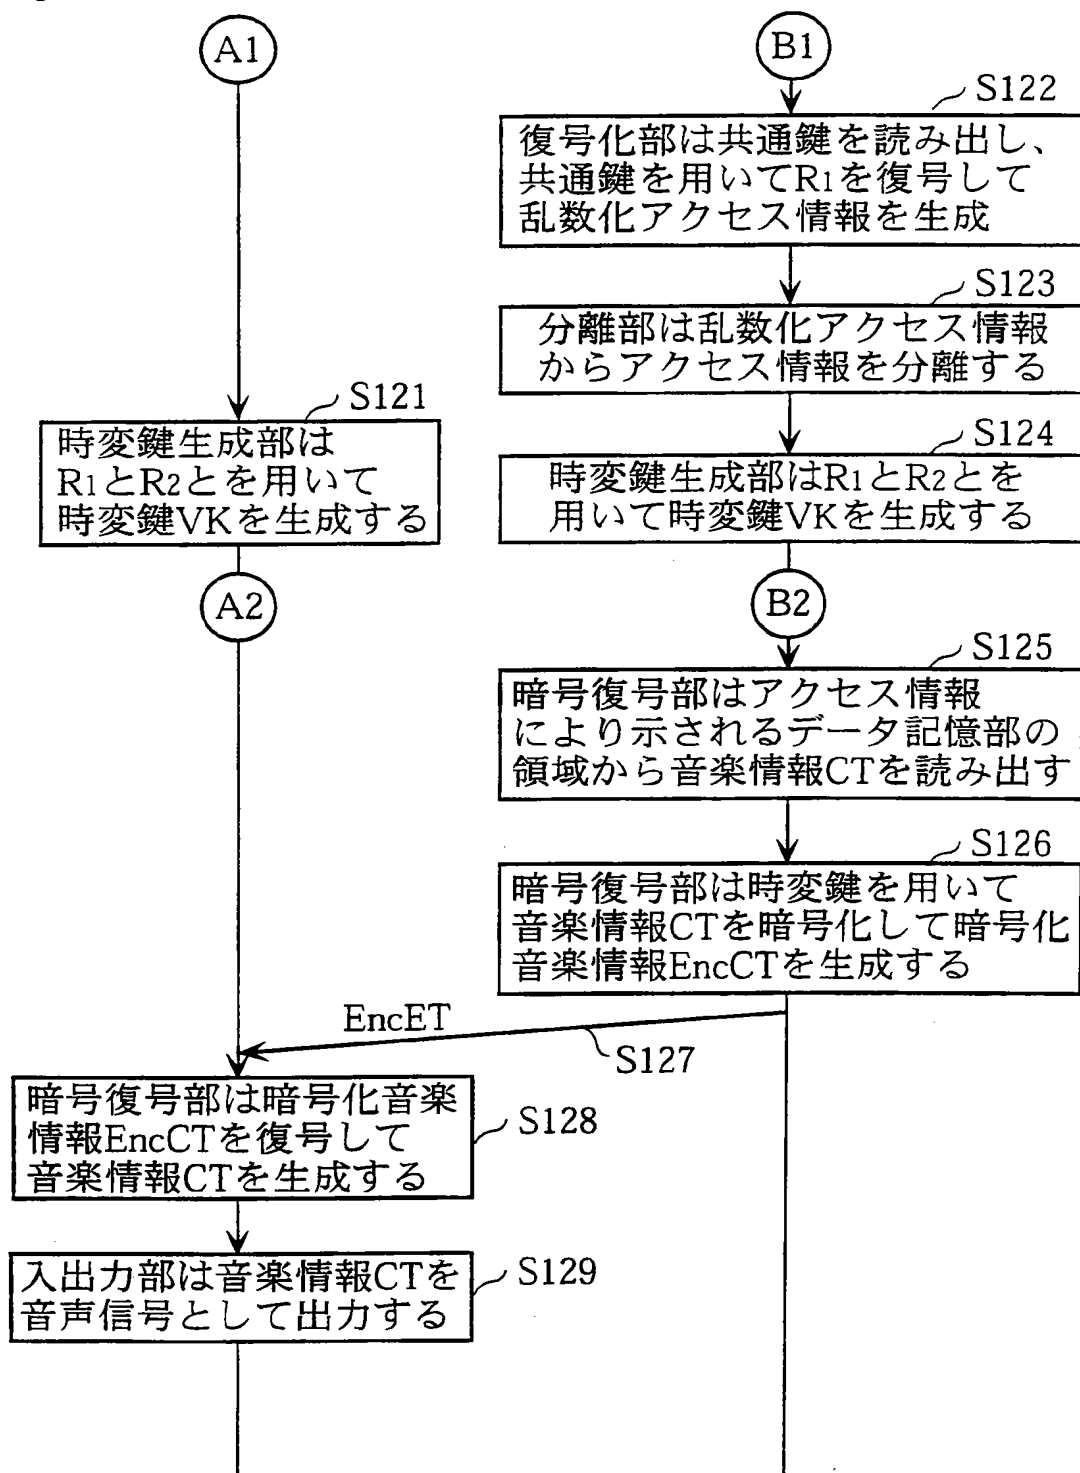 A1
B1
S122
復号化部は共通鍵を読み出し、
共通鍵を用いてR1を復号して
乱数化アクセス情報を生成
S123
分離部は乱数化アクセス情報
からアクセス情報を分離する
S121
時変鍵生成部は
R1とR2とを用いて
時変鍵VKを生成する
S124
時変鍵生成部はR1とR2とを
用いて時変鍵VKを生成する
A2
B2
S125
暗号復号部はアクセス情報
により示されるデータ記憶部の
領域から音楽情報CTを読み出す
S126
暗号復号部は時変鍵を用いて
音楽情報CTを暗号化して暗号化
音楽情報EncCTを生成する
EncET
S127
暗号復号部は暗号化音楽
情報EncCTを復号して
音楽情報CTを生成する
S128
入出力部は音楽情報CTを
音声信号として出力する
S129